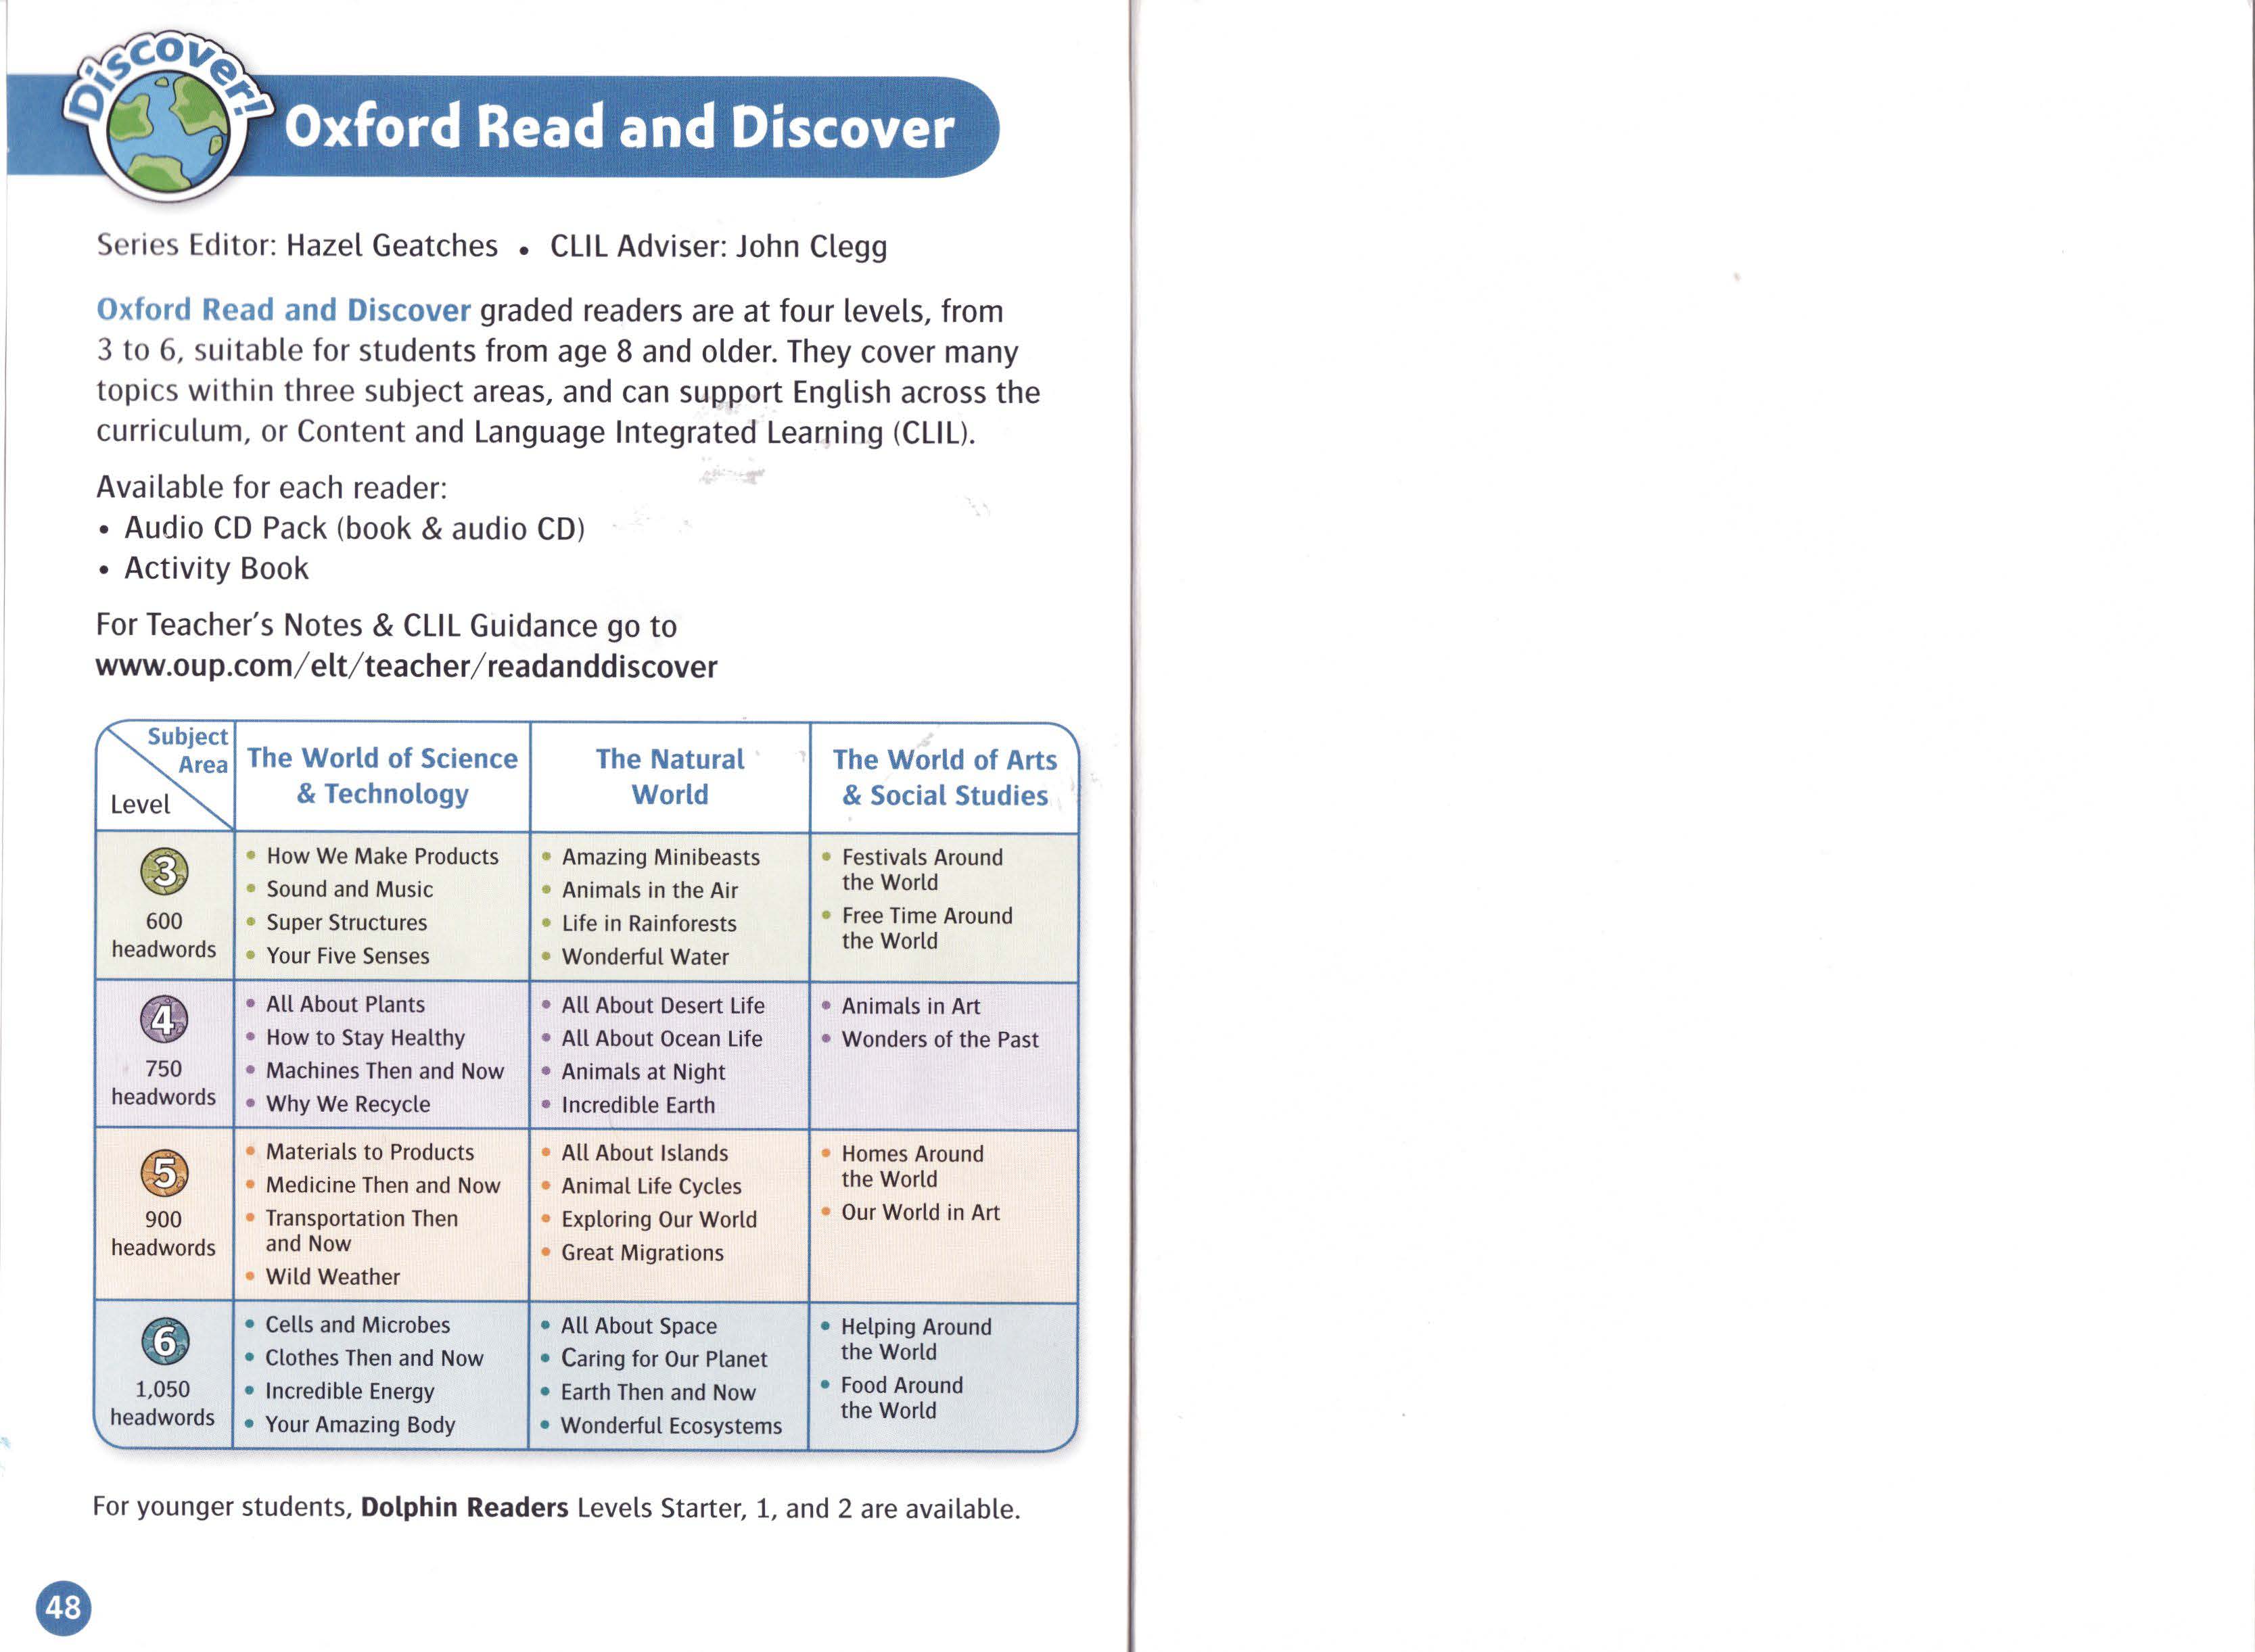 Discover!
Oxford Read and Discover
Series Editor: Hazel Geatches • CLIL Adviser: John Clegg
Oxford Read and Discover graded readers are at four levels, from
3 to 6, suitable for students from age 8 and older. They cover many
topics within three subject areas, and can support English across the
curriculum, or Content and Language Integrated Learning (CLIL).
Available for each reader:
• Audio CD Pack (book & audio CD)
• Activity Book
For Teacher's Notes & CLIL Guidance go to
www.oup.com/elt/teacher/readanddiscover
Subject
Area
Level
The World of Science
& Technology
The Natural
World
The World of Arts
& Social Studies
3
600
headwords
• How We Make Products
• Sound and Music
• Super Structures
• Your Five Senses
• Amazing Minibeasts
• Animals in the Air
• Life in Rainforests
• Wonderful Water
• Festivals Around
the World
• Free Time Around
the World
4
750
headwords
• All About Plants
• How to Stay Healthy
• Machines Then and Now
• Why We Recycle
• All About Desert Life
• All About Ocean Life
• Animals at Night
• Incredible Earth
• Animals in Art
• Wonders of the Past
5
900
headwords
• Materials to Products
• Medicine Then and Now
• Transportation Then
and Now
• Wild Weather
• All About Islands
• Animal Life Cycles
• Exploring Our World
• Great Migrations
• Homes Around
the World
• Our World in Art
6
1,050
headwords
• Cells and Microbes
• Clothes Then and Now
• Incredible Energy
• Your Amazing Body
• All About Space
• Caring for Our Planet
• Earth Then and Now
• Wonderful Ecosystems
• Helping Around
the World
• Food Around
the World
For younger students, Dolphin Readers Levels Starter, 1, and 2 are available.
48